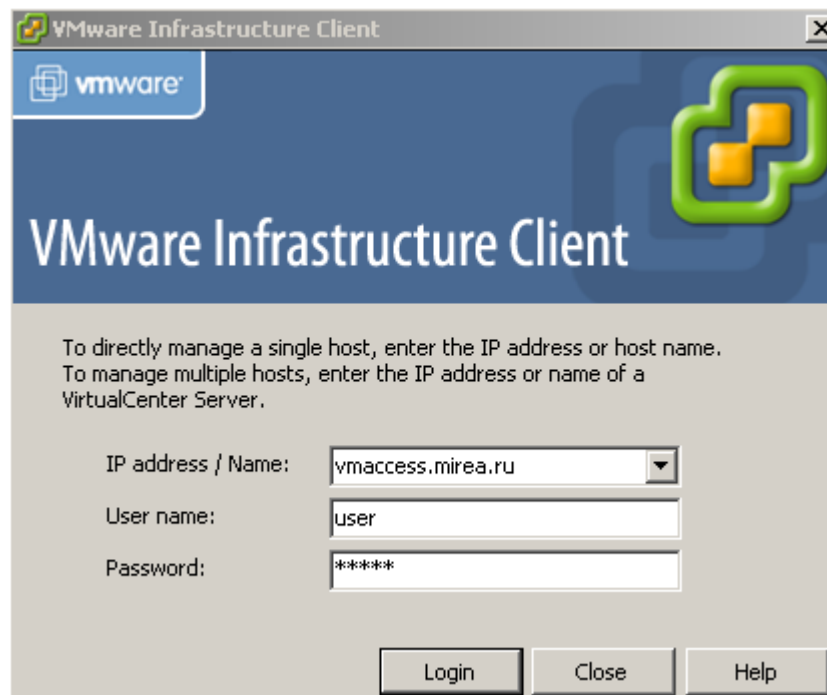 VMware Infrastructure Client
vmware
VMware Infrastructure Client
To directly manage a single host, enter the IP address or host name.
To manage multiple hosts, enter the IP address or name of a
VirtualCenter Server.
IP address / Name: vmaccess.mirea.ru
User name: user
Password: *****
Login Close Help